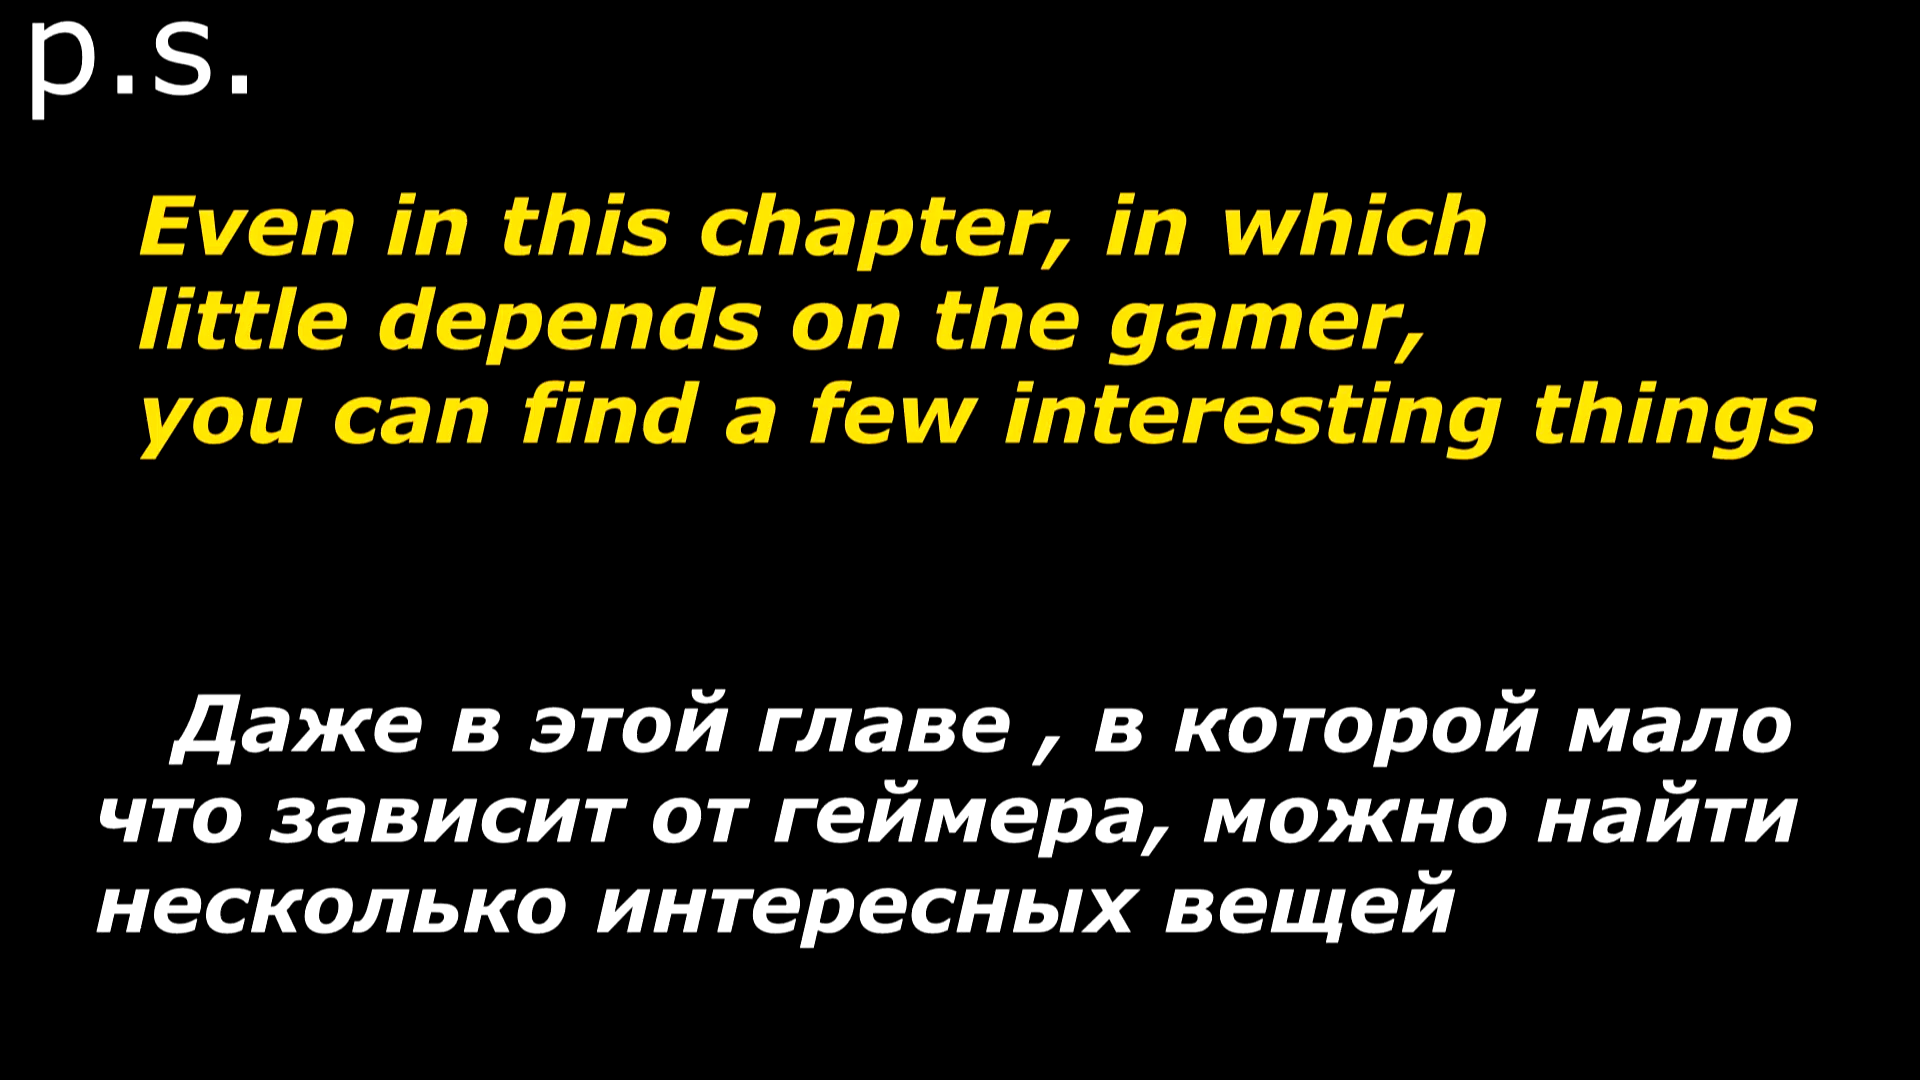 p.s.
Even in this chapter, in which
little depends on the gamer,
you can find a few interesting things
Даже в этой главе , в которой мало
что зависит от геймера, можно найти
несколько интересных вещей